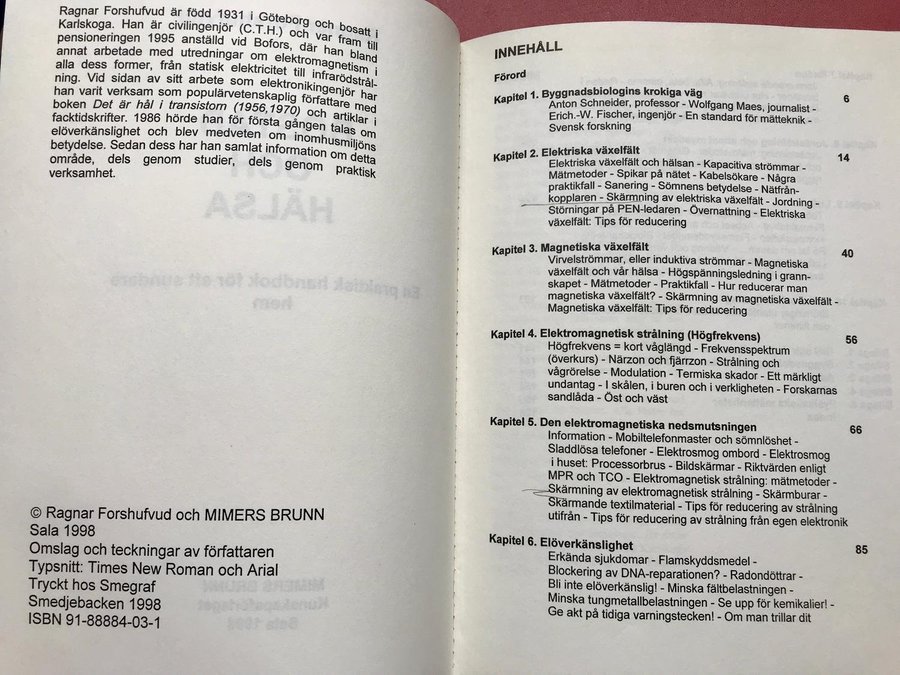 Ragnar Forshufvud är född 1931 i Göteborg och bosatt i
Karlskoga. Han är civilingenjör (C.T.H.) och var fram till
pensioneringen 1995 anställd vid Bofors, där han bland
annat arbetade med utredningar om elektromagnetism i
alla dess former, från statisk elektricitet till infrarödstrål-
ning. Vid sidan av sitt arbete som elektronikingenjör har
han varit verksam som populärvetenskaplig författare med
boken Det är hål i transistorn (1956,1970) och artiklar i
facktidskrifter. 1986 hörde han för första gången talas om
elöverkänslighet och blev medveten om inomhusmiljöns
betydelse. Sedan dess har han samlat information om detta
område, dels genom studier, dels genom praktisk
verksamhet.
HÄLSA
En praktisk handbok för ett sundare
hem
© Ragnar Forshufvud och MIMERS BRUNN
Sala 1998
Omslag och teckningar av författaren
Typsnitt: Times New Roman och Arial
Tryckt hos Smegraf
Smedjebacken 1998
ISBN 91-88884-03-1
MIMERS BRUNN
Kunskapsförlaget
Sala 1998
INNEHÅLL
Förord
Kapitel 1. Byggnadsbiologins krokiga väg 6
Anton Schneider, professor - Wolfgang Maes, journalist -
Erich.-W. Fischer, ingenjör - En standard för mätteknik -
Svensk forskning
Kapitel 2. Elektriska växelfält 14
Elektriska växelfält och hälsan - Kapacitiva strömmar -
Mätmetoder - Spikar på nätet - Kabelsökare - Några
praktikfall - Sanering - Sömnens betydelse - Nätfrån-
kopplaren - Skärmning av elektriska växelfält - Jordning -
Störningar på PEN-ledaren - Övernattning - Elektriska
växelfält: Tips för reducering
Kapitel 3. Magnetiska växelfält 40
Virvelströmmar, eller induktiva strömmar - Magnetiska
växelfält och vår hälsa - Högspänningsledning i grann-
skapet - Mätmetoder - Praktikfall - Hur reducerar man
magnetiska växelfält? - Skärmning av magnetiska växelfält -
Magnetiska växelfält: Tips för reducering
Kapitel 4. Elektromagnetisk strålning (Högfrekvens) 56
Högfrekvens = kort våglängd - Frekvensspektrum
(överkurs) - Närzon och fjärrzon - Strålning och
vågrörelse - Modulation - Termiska skador - Ett märkligt
undantag - I skålen, i buren och i verkligheten - Forskarnas
sandlåda - Öst och väst
Kapitel 5. Den elektromagnetiska nedsmutsningen 66
Information - Mobiltelefonmaster och sömnlöshet -
Sladdlösa telefoner - Elektrosmog ombord - Elektrosmog
i huset: Processorbrus - Bildskärmar - Riktvärden enligt
MPR och TCO - Elektromagnetisk strålning: mätmetoder -
Skärmning av elektromagnetisk strålning - Skärmburar -
Skärmande textilmaterial - Tips för reducering av strålning
utifrån - Tips för reducering av strålning från egen elektronik
Kapitel 6. Elöverkänslighet 85
Erkända sjukdomar - Flamskyddsmedel -
Blockering av DNA-reparationen? - Radondöttrar -
Bli inte elöverkänslig! - Minska fältbelastningen -
Minska tungmetallbelastningen - Se upp för kemikalier! -
Ge akt på tidiga varningstecken! - Om man trillar dit